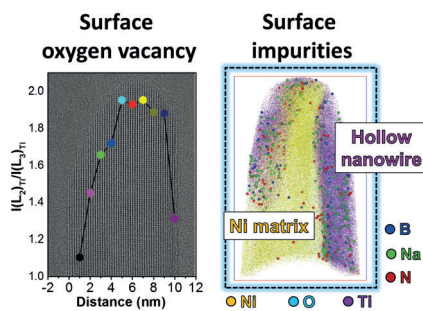 Surface
oxygen vacancy
Surface
impurities
I(L2)Ti/I(L3)Ti
2.0
1.8
1.6
1.4
1.2
1.0
-2 0 2 4 6 8 10 12
Distance (nm)
Hollow
nanowire
Ni matrix
B
Na
N
Ni O Ti